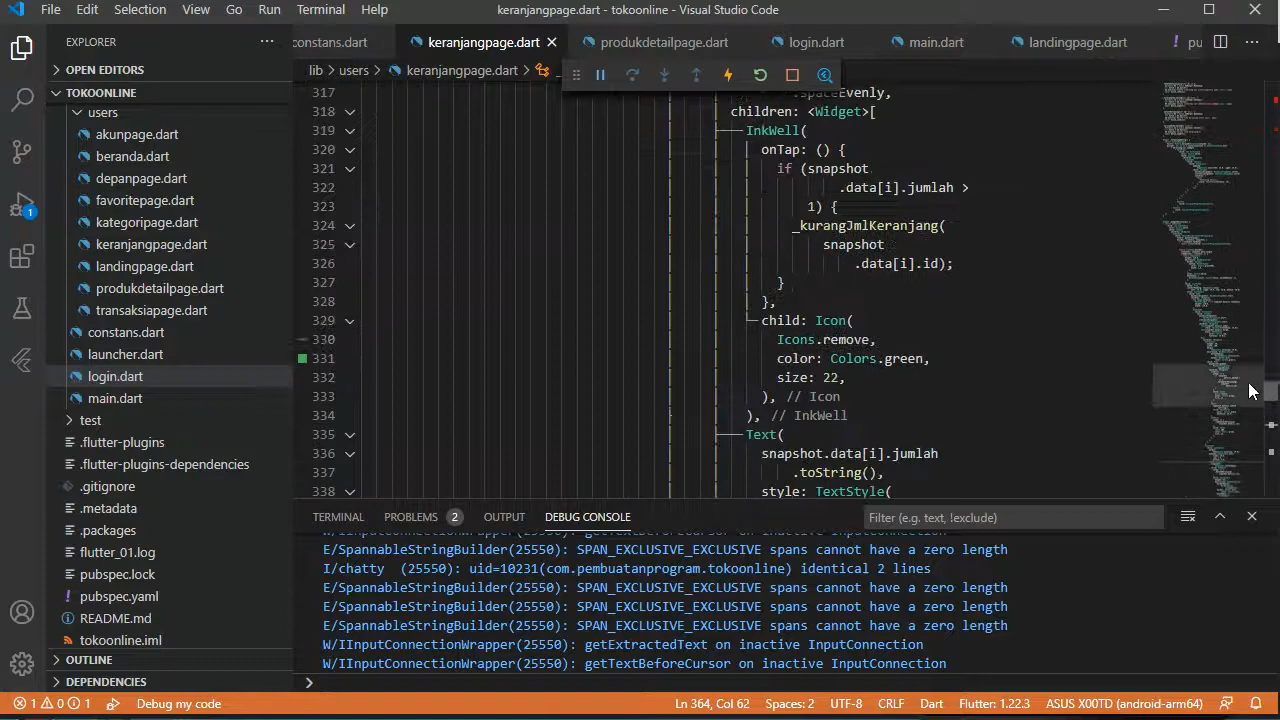 File Edit Selection View Go Run Terminal Help
keranjangpage.dart - tokoonline - Visual Studio Code
EXPLORER
OPEN EDITORS
TOKOONLINE
users
akunpage.dart
beranda.dart
depanpage.dart
favoritepage.dart
kategoripage.dart
keranjangpage.dart
landingpage.dart
produkdetailpage.dart
transaksiapage.dart
constans.dart
launcher.dart
login.dart
main.dart
test
.flutter-plugins
.flutter-plugins-dependencies
.gitignore
.metadata
.packages
flutter_01.log
pubspec.lock
pubspec.yaml
README.md
tokoonline.iml
OUTLINE
DEPENDENCIES
1
constans.dart keranjangpage.dart produkdetailpage.dart login.dart main.dart landingpage.dart pu
lib > users > keranjangpage.dart >
317 .spaceEvenly,
318 children: <Widget>[
319 InkWell(
320 onTap: () {
321 if (snapshot
322 .data[i].jumlah >
323 1) {
324 _kurangJmlKeranjang(
325 snapshot
326 .data[i].id);
327 }
328 },
329 child: Icon(
330 Icons.remove,
331 color: Colors.green,
332 size: 22,
333 ), // Icon
334 ), // InkWell
335 Text(
336 snapshot.data[i].jumlah
337 .toString(),
338 style: TextStyle(
TERMINAL PROBLEMS 2 OUTPUT DEBUG CONSOLE Filter (e.g. text, !exclude)
W/IInputConnectionWrapper(25550): getTextBeforeCursor on inactive InputConnection
E/SpannableStringBuilder(25550): SPAN_EXCLUSIVE_EXCLUSIVE spans cannot have a zero length
I/chatty (25550): uid=10231(com.pembuatanprogram.tokoonline) identical 2 lines
E/SpannableStringBuilder(25550): SPAN_EXCLUSIVE_EXCLUSIVE spans cannot have a zero length
E/SpannableStringBuilder(25550): SPAN_EXCLUSIVE_EXCLUSIVE spans cannot have a zero length
E/SpannableStringBuilder(25550): SPAN_EXCLUSIVE_EXCLUSIVE spans cannot have a zero length
W/IInputConnectionWrapper(25550): getExtractedText on inactive InputConnection
W/IInputConnectionWrapper(25550): getTextBeforeCursor on inactive InputConnection
>
1 0 1 Debug my code Ln 364, Col 62 Spaces: 2 UTF-8 CRLF Dart Flutter: 1.22.3 ASUS X00TD (android-arm64)